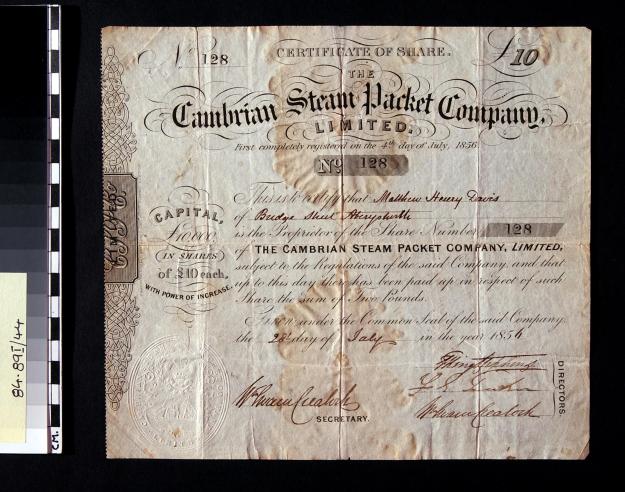 No 128
CERTIFICATE OF SHARE.
£10
THE
Cambrian Steam Packet Company,
LIMITED.
First completely registered on the 4th day of July, 1856
No. 128
This is to certify that Matthew Henry Davis
of Bridge Street Aberystwith
is the Proprietor of the Share Number 128
of THE CAMBRIAN STEAM PACKET COMPANY, LIMITED,
subject to the Regulations of the said Company, and that
up to this day there has been paid up in respect of such
Share the sum of Two Pounds.
Given under the Common Seal of the said Company
the 28th day of July in the year 1856
CAPITAL,
£10,000,
IN SHARES
of £10 each,
WITH POWER OF INCREASE.
LIMITED
SECRETARY.
DIRECTORS.
84.89I/44
CM.